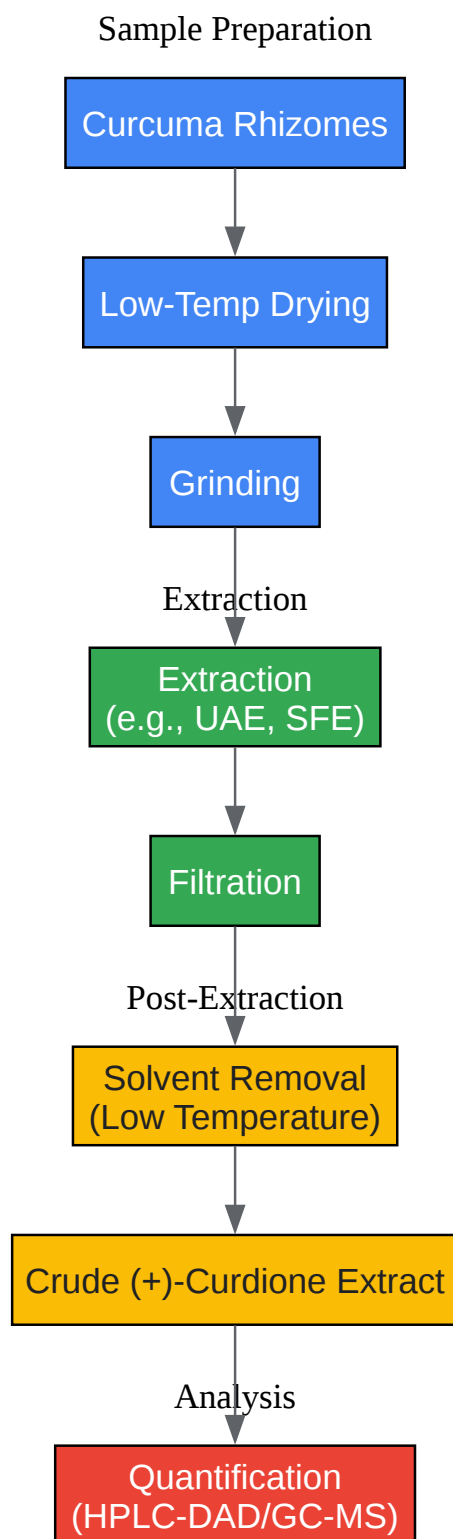 Sample Preparation
Curcuma Rhizomes
Low-Temp Drying
Grinding
Extraction
Extraction
(e.g., UAE, SFE)
Filtration
Post-Extraction
Solvent Removal
(Low Temperature)
Crude (+)-Curdione Extract
Analysis
Quantification
(HPLC-DAD/GC-MS)